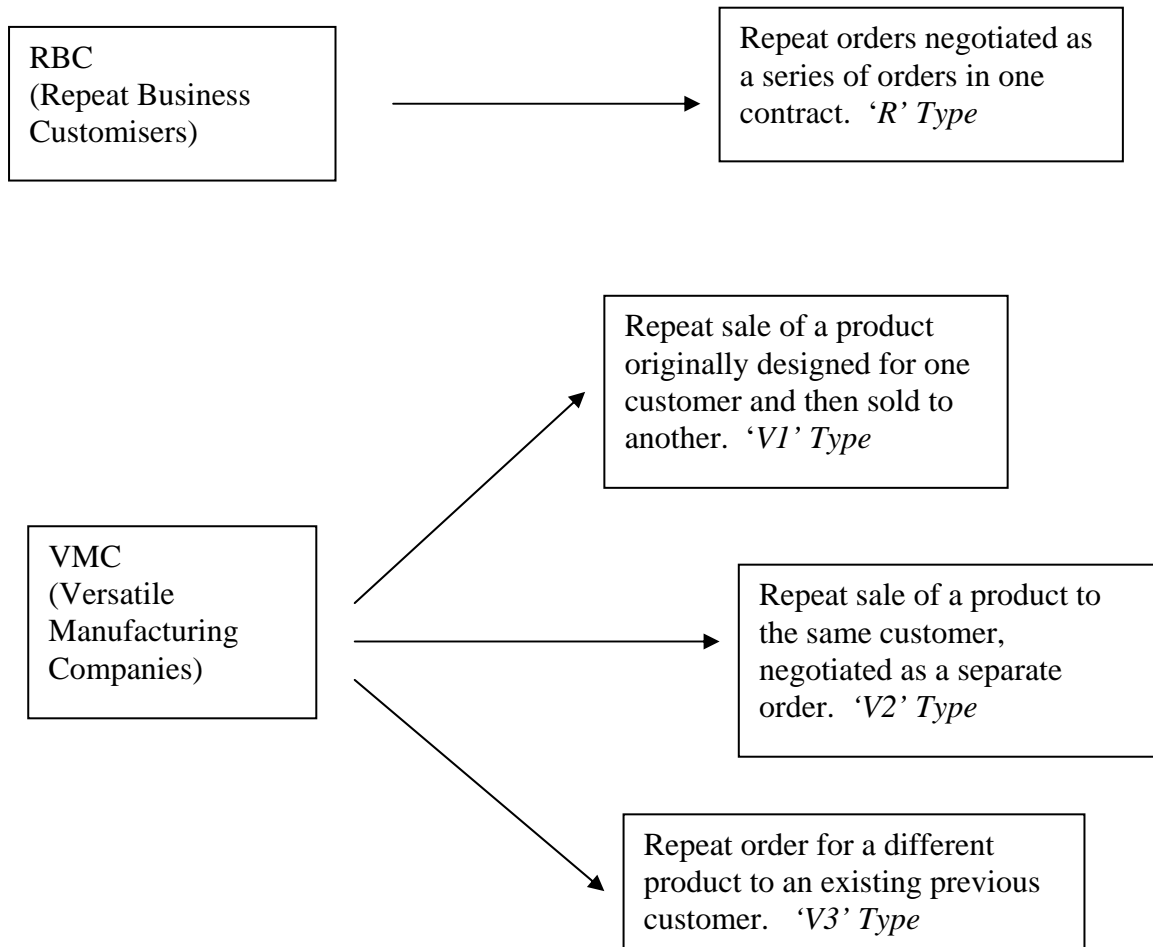 RBC
(Repeat Business
Customisers)
Repeat orders negotiated as
a series of orders in one
contract.  ‘R’ Type
Repeat sale of a product
originally designed for one
customer and then sold to
another.  ‘V1’ Type
VMC
(Versatile
Manufacturing
Companies)
Repeat sale of a product to
the same customer,
negotiated as a separate
order.  ‘V2’ Type
Repeat order for a different
product to an existing previous
customer.   ‘V3’ Type